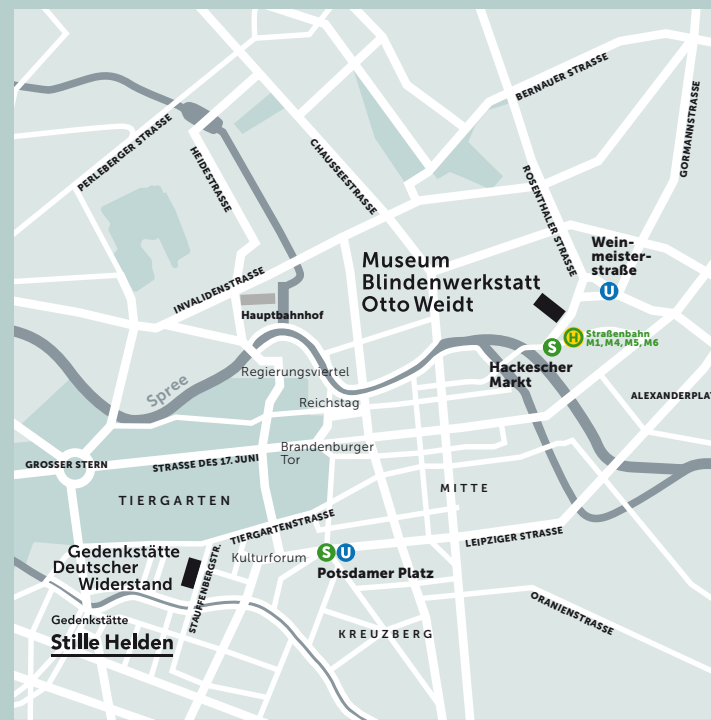 BERNAUER STRASSE
GORMANNSTRASSE
PERLEBERGER STRASSE
HEIDESTRASSE
CHAUSSEESTRASSE
ROSENTHALER STRASSE
Wein-
meister-
straße
U
Museum
Blindenwerkstatt
Otto Weidt
INVALIDENSTRASSE
Hauptbahnhof
H
Straßenbahn
M1, M4, M5, M6
S
Hackescher
Markt
Regierungsviertel
Spree
Reichstag
ALEXANDERPLAT
Brandenburger
Tor
GROSSER STERN
STRASSE DES 17. JUNI
MITTE
TIERGARTEN
TIERGARTENSTRASSE
LEIPZIGER STRASSE
Gedenkstätte
Deutscher
Widerstand
STAUFFENBERGSTR.
Kulturforum
S U
Potsdamer Platz
ORANIENSTRASSE
Gedenkstätte
Stille Helden
KREUZBERG